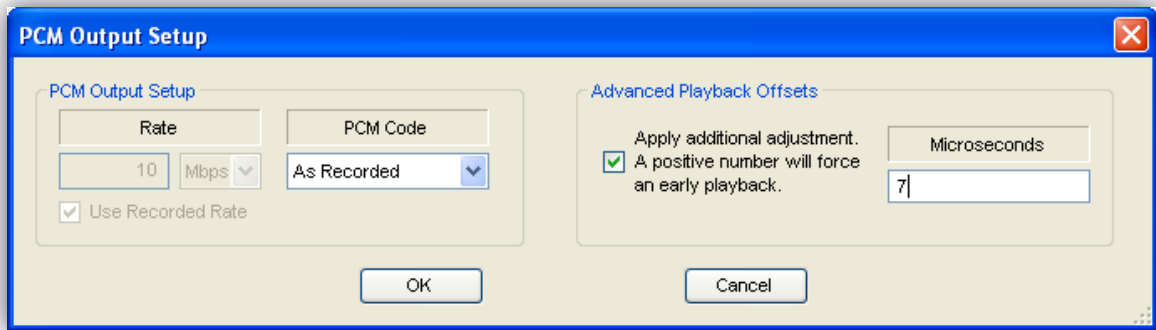 PCM Output Setup
PCM Output Setup
Rate
PCM Code
10
Mbps
As Recorded
Use Recorded Rate
Advanced Playback Offsets
Apply additional adjustment.
A positive number will force
an early playback.
Microseconds
7
OK
Cancel